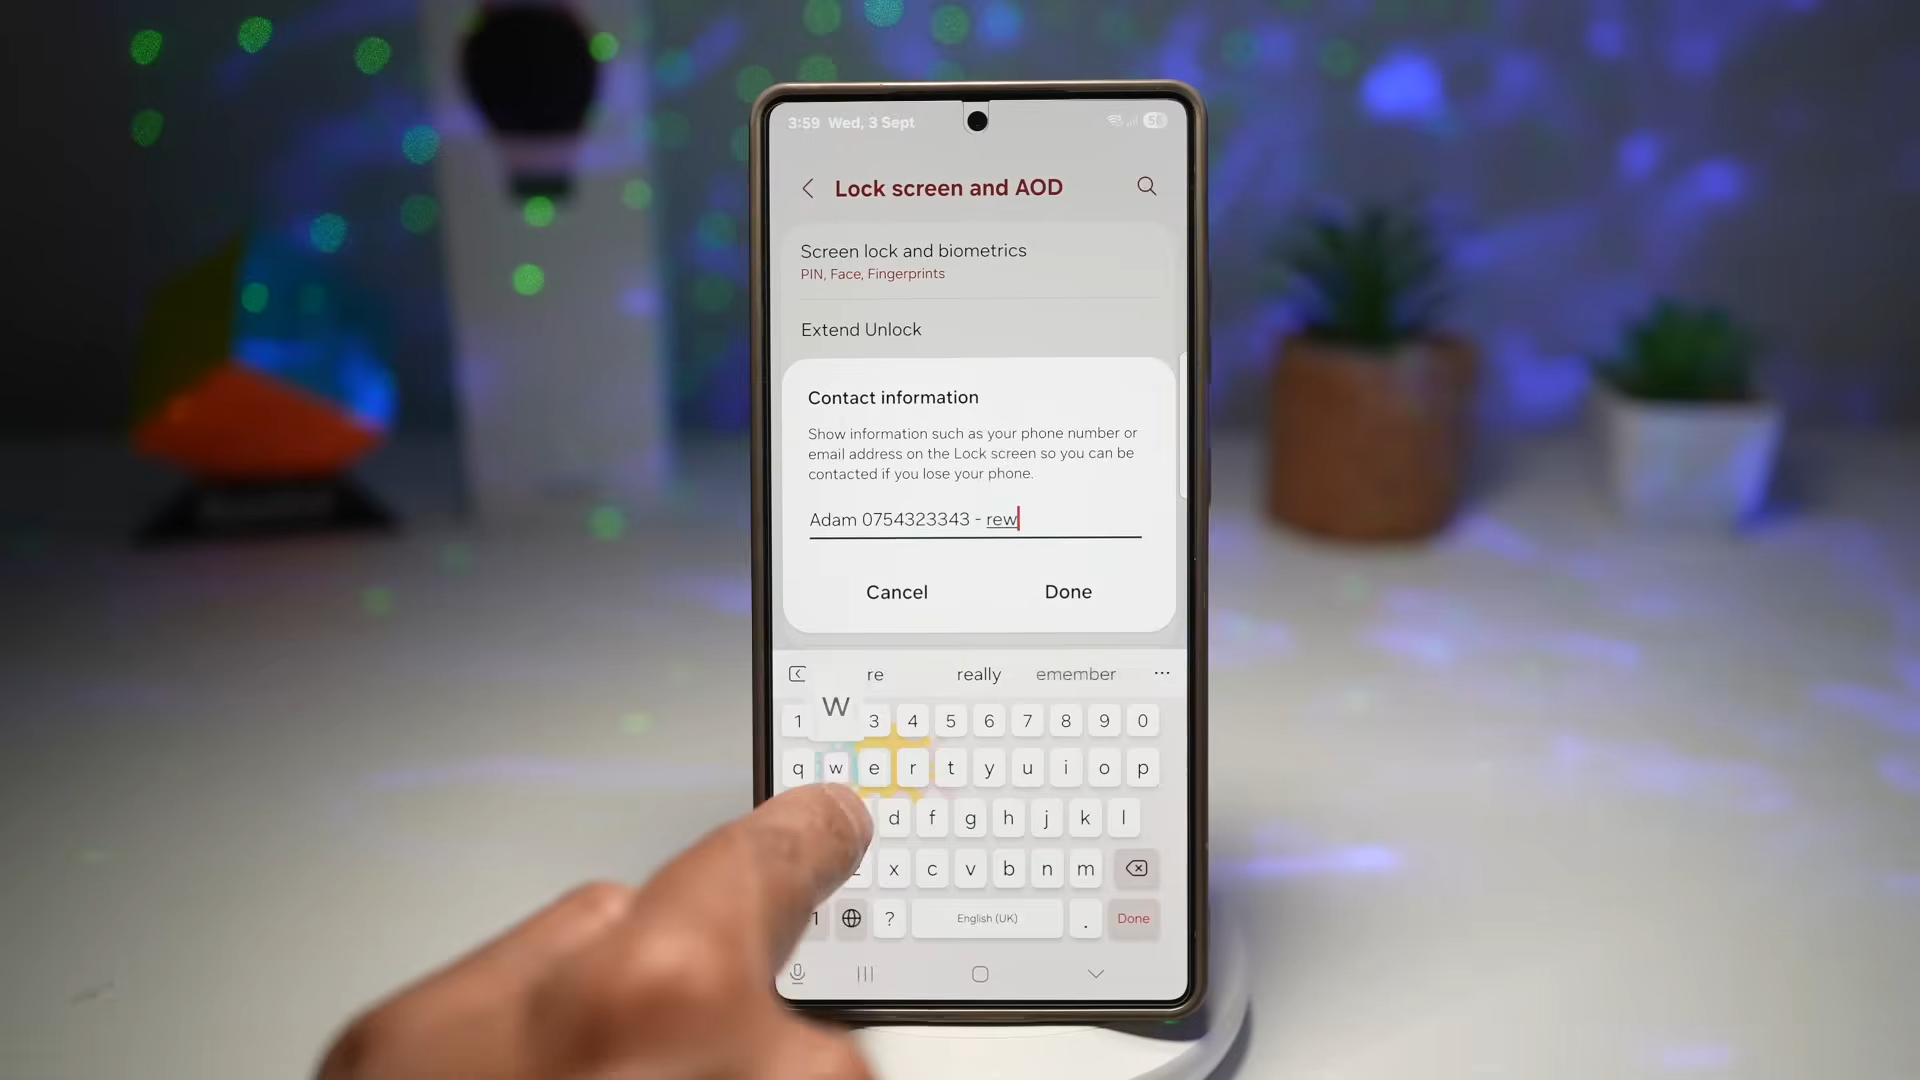 3:59 Wed, 3 Sept
Lock screen and AOD
Screen lock and biometrics
PIN, Face, Fingerprints
Extend Unlock
Contact information
Show information such as your phone number or
email address on the Lock screen so you can be
contacted if you lose your phone.
Adam 0754323343 - rew
Cancel Done
re really emember ...
W
1 3 4 5 6 7 8 9 0
q w e r t y u i o p
d f g h j k l
z x c v b n m
1 ? English (UK) . Done